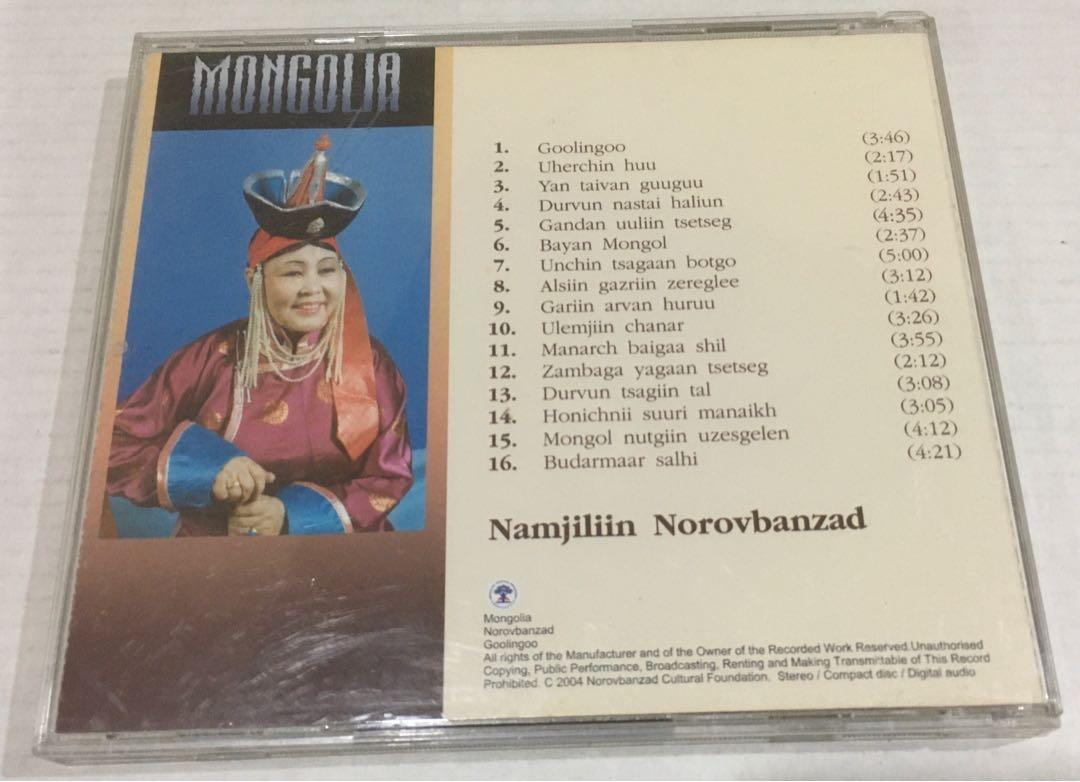 MONGOLIA
1. Goolingoo (3:46)
2. Uherchin huu (2:17)
3. Yan taivan guuguu (1:51)
4. Durvun nastai haliun (2:43)
5. Gandan uuliin tsetseg (4:35)
6. Bayan Mongol (2:37)
7. Unchin tsagaan botgo (5:00)
8. Alsiin gazriin zereglee (3:12)
9. Gariin arvan huruu (1:42)
10. Ulemjiin chanar (3:26)
11. Manarch baigaa shil (3:55)
12. Zambaga yagaan tsetseg (2:12)
13. Durvun tsagiin tal (3:08)
14. Honichnii suuri manaikh (3:05)
15. Mongol nutgiin uzesgelen (4:12)
16. Budarmaar salhi (4:21)
Namjiliin Norovbanzad
Mongolia
Norovbanzad
Goolingoo
All rights of the Manufacturer and of the Owner of the Recorded Work Reserved.Unauthorised
Copying, Public Performance, Broadcasting, Renting and Making Transmittable of This Record
Prohibited. C 2004 Norovbanzad Cultural Foundation. Stereo / Compact disc / Digital audio